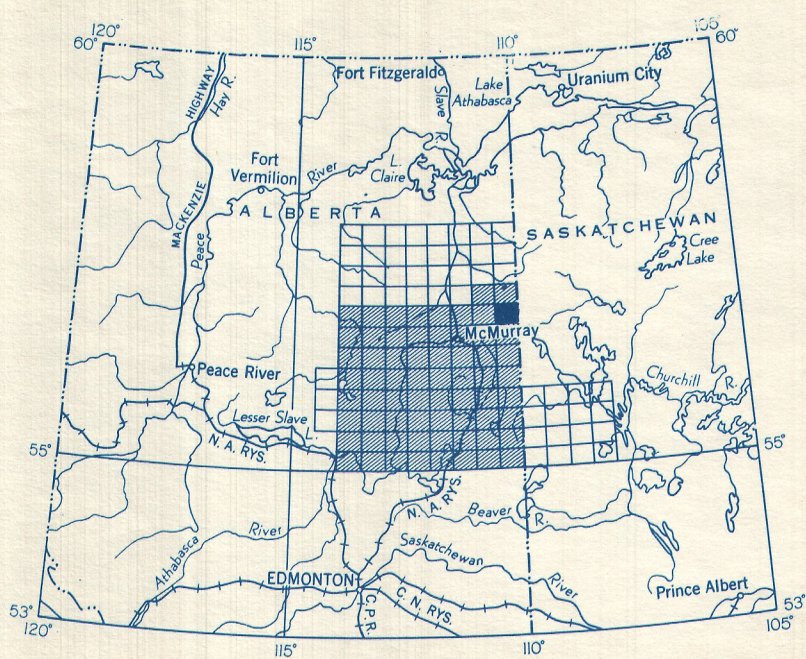 120°
115°
110°
105°
60°
60°
HIGHWAY
Hay R.
Fort Fitzgerald
Slave R.
Lake
Athabasca
Uranium City
Fort
Vermilion
River
L.
Claire
MACKENZIE
Peace
ALBERTA
SASKATCHEWAN
Cree
Lake
McMurray
Peace River
Churchill R.
Lesser Slave
L.
N. A. RYS.
55°
55°
N. A. RYS.
Beaver R.
Athabasca
River
Saskatchewan
River
EDMONTON
C. N. RYS.
C.P.R.
Prince Albert
53°
53°
120°
115°
110°
105°